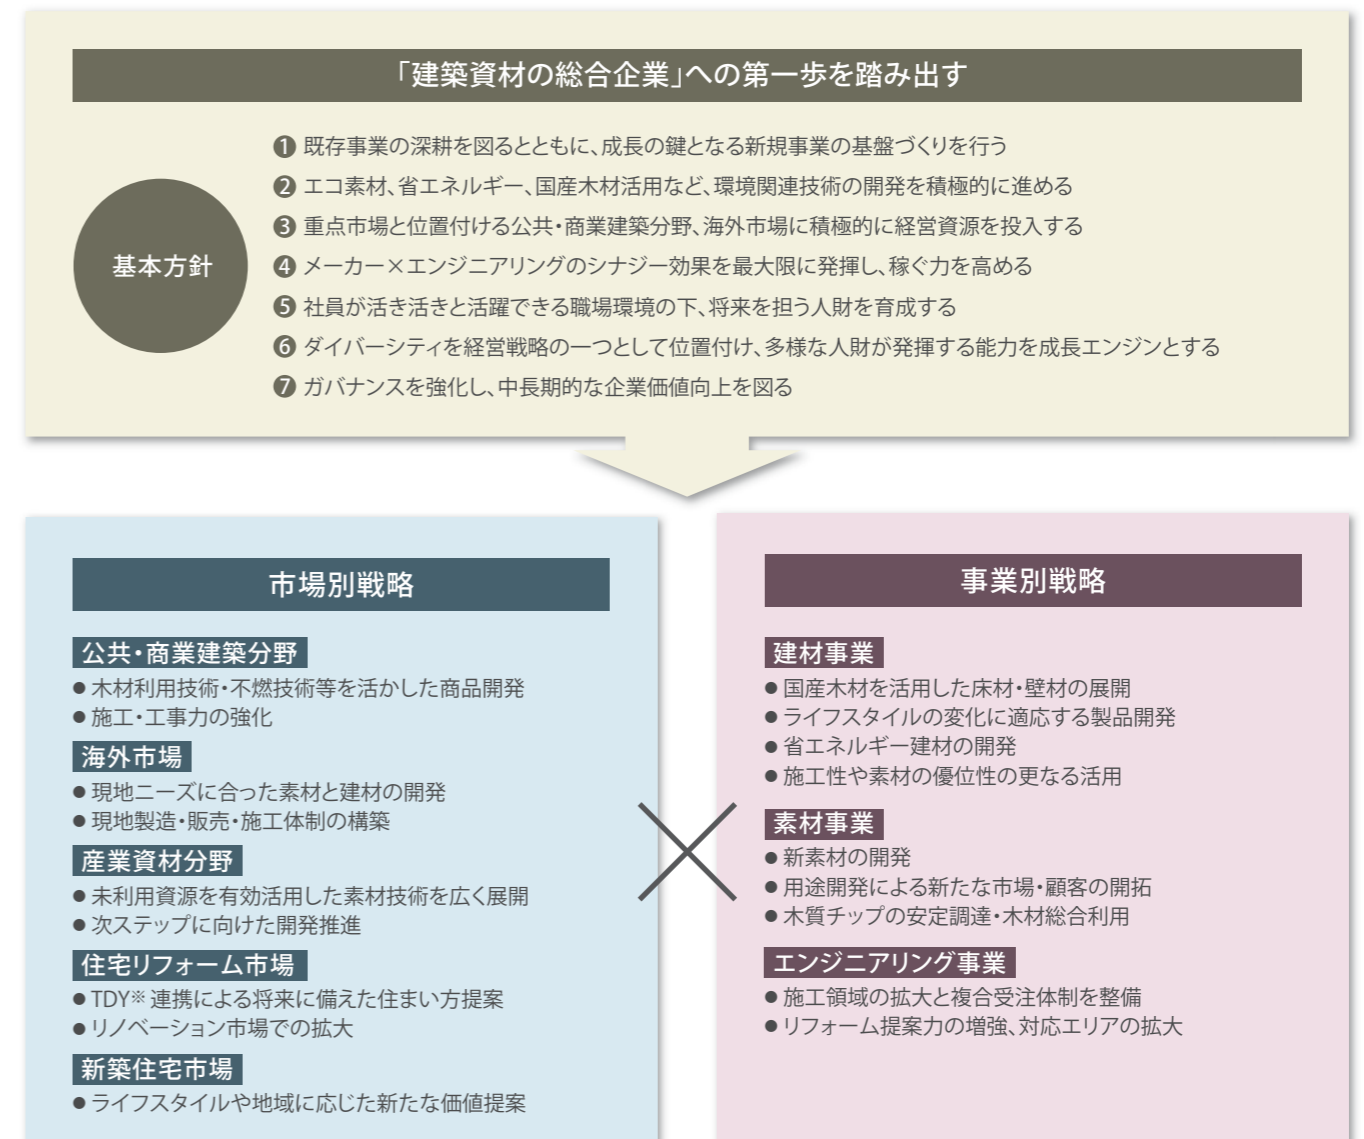 「建築資材の総合企業」への第一歩を踏み出す
基本方針
❶ 既存事業の深耕を図るとともに、成長の鍵となる新規事業の基盤づくりを行う
❷ エコ素材、省エネルギー、国産木材活用など、環境関連技術の開発を積極的に進める
❸ 重点市場と位置付ける公共・商業建築分野、海外市場に積極的に経営資源を投入する
❹ メーカー×エンジニアリングのシナジー効果を最大限に発揮し、稼ぐ力を高める
❺ 社員が活き活きと活躍できる職場環境の下、将来を担う人財を育成する
❻ ダイバーシティを経営戦略の一つとして位置付け、多様な人財が発揮する能力を成長エンジンとする
❼ ガバナンスを強化し、中長期的な企業価値向上を図る
市場別戦略
公共・商業建築分野
● 木材利用技術・不燃技術等を活かした商品開発
● 施工・工事力の強化
海外市場
● 現地ニーズに合った素材と建材の開発
● 現地製造・販売・施工体制の構築
産業資材分野
● 未利用資源を有効活用した素材技術を広く展開
● 次ステップに向けた開発推進
住宅リフォーム市場
● TDY※連携による将来に備えた住まい方提案
● リノベーション市場での拡大
新築住宅市場
● ライフスタイルや地域に応じた新たな価値提案
事業別戦略
建材事業
● 国産木材を活用した床材・壁材の展開
● ライフスタイルの変化に適応する製品開発
● 省エネルギー建材の開発
● 施工性や素材の優位性の更なる活用
素材事業
● 新素材の開発
● 用途開発による新たな市場・顧客の開拓
● 木質チップの安定調達・木材総合利用
エンジニアリング事業
● 施工領域の拡大と複合受注体制を整備
● リフォーム提案力の増強、対応エリアの拡大